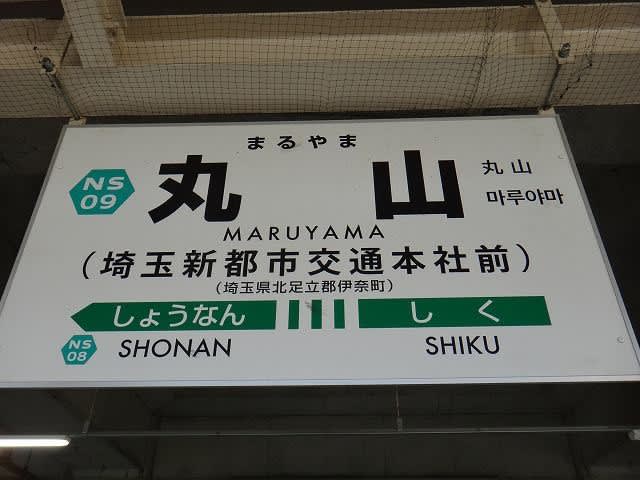 まるやま
NS
09
丸山
丸山
마루야마
MARUYAMA
(埼玉新都市交通本社前)
(埼玉県北足立郡伊奈町)
しょうなん しく
NS
08
SHONAN SHIKU